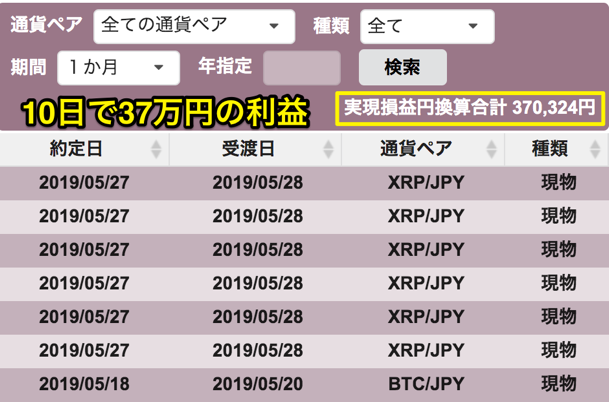 通貨ペア 全ての通貨ペア 種類 全て
期間 1か月 年指定 検索
10日で37万円の利益 実現損益円換算合計 370,324円
約定日 受渡日 通貨ペア 種類
2019/05/27 2019/05/28 XRP/JPY 現物
2019/05/27 2019/05/28 XRP/JPY 現物
2019/05/27 2019/05/28 XRP/JPY 現物
2019/05/27 2019/05/28 XRP/JPY 現物
2019/05/27 2019/05/28 XRP/JPY 現物
2019/05/27 2019/05/28 XRP/JPY 現物
2019/05/18 2019/05/20 BTC/JPY 現物